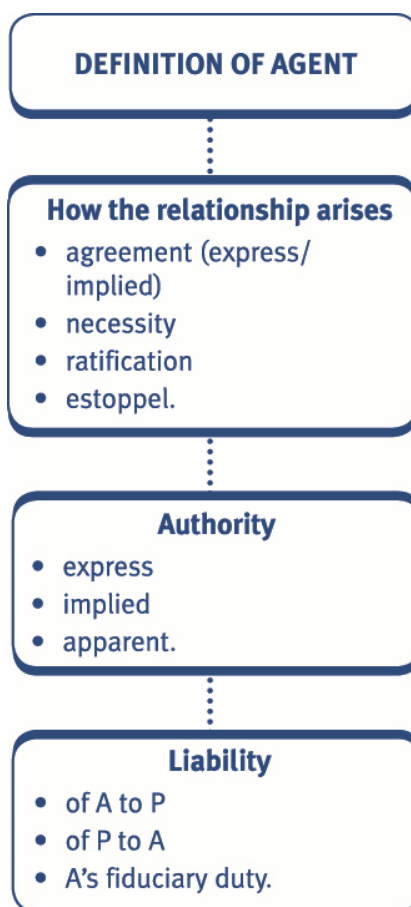 DEFINITION OF AGENT
How the relationship arises
• agreement (express/
implied)
• necessity
• ratification
• estoppel.
Authority
• express
• implied
• apparent.
Liability
• of A to P
• of P to A
• A's fiduciary duty.